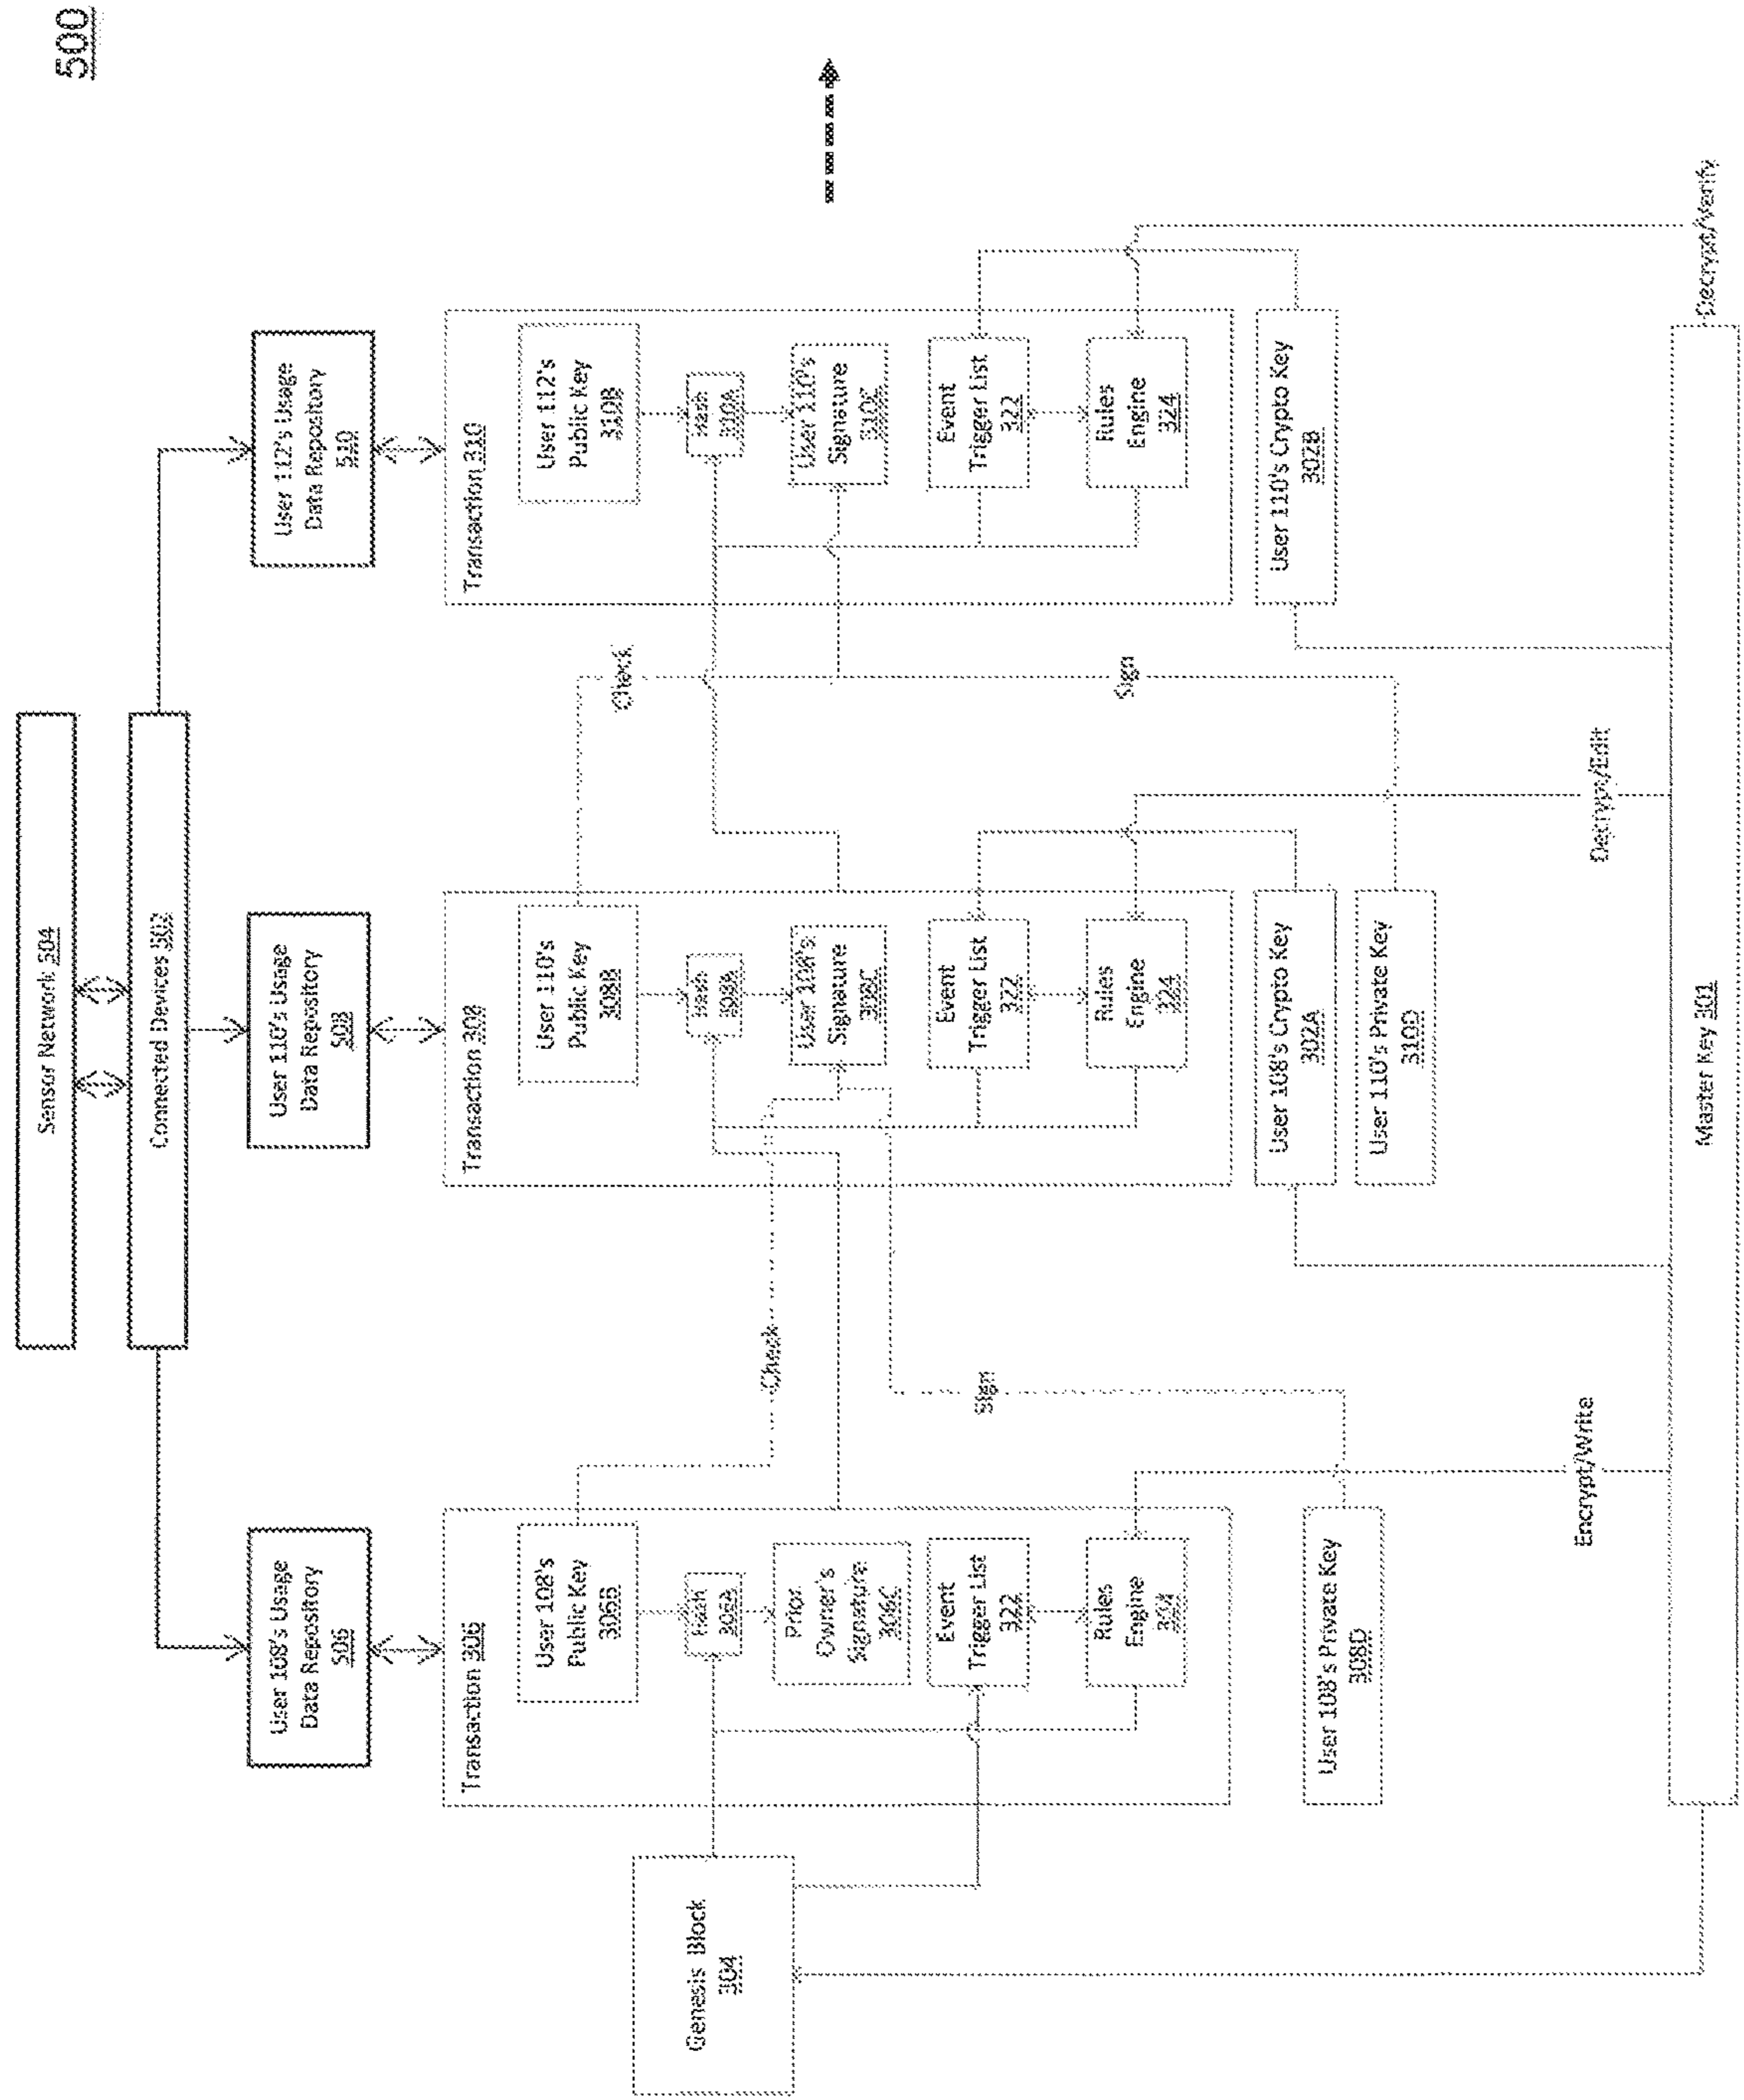 500
Sensor Network 504
Connected Devices 502
User 108's Usage
Data Repository
506
User 110's Usage
Data Repository
508
User 112's Usage
Data Repository
510
Genesis Block
304
Transaction 306
User 108's
Public Key
306B
Hash
306A
Prior
Owner's
Signature
306C
Event
Trigger List
322
Rules
Engine
324
User 108's Private Key
308D
Check
Sign
Encrypt/Write
Transaction 308
User 110's
Public Key
308B
Hash
308A
User 108's
Signature
308C
Event
Trigger List
322
Rules
Engine
324
User 108's Crypto Key
302A
User 110's Private Key
310D
Check
Sign
Decrypt/Edit
Transaction 310
User 112's
Public Key
310B
Hash
310A
User 110's
Signature
310C
Event
Trigger List
322
Rules
Engine
324
User 110's Crypto Key
302B
Decrypt/Verify
Master Key 301